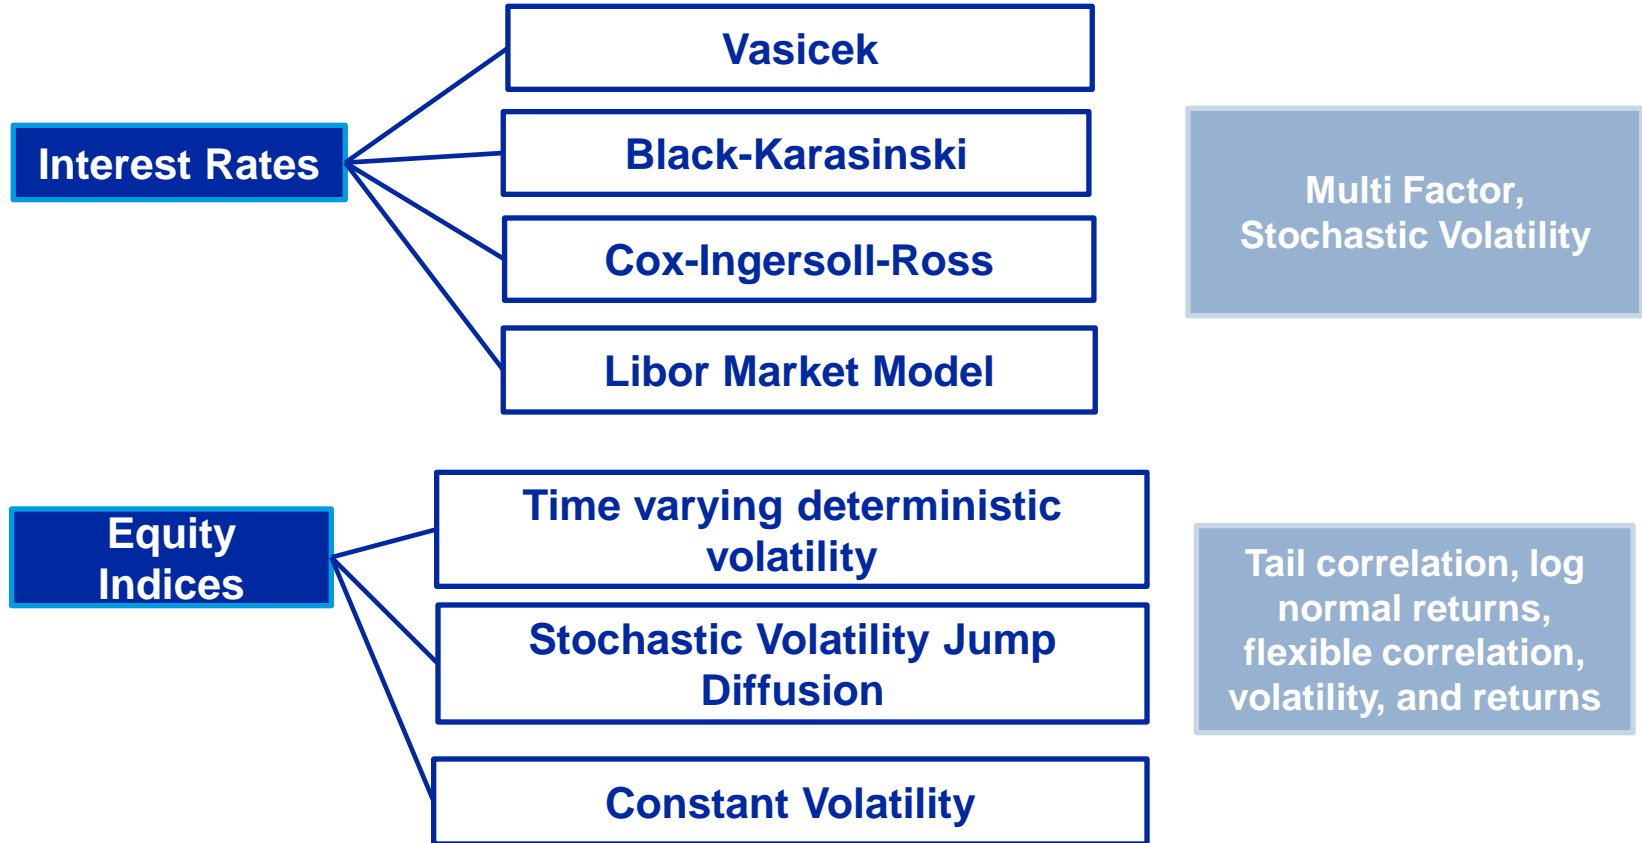 Interest Rates
Vasicek
Black-Karasinski
Cox-Ingersoll-Ross
Libor Market Model
Multi Factor,
Stochastic Volatility
Equity
Indices
Time varying deterministic
volatility
Stochastic Volatility Jump
Diffusion
Constant Volatility
Tail correlation, log
normal returns,
flexible correlation,
volatility, and returns